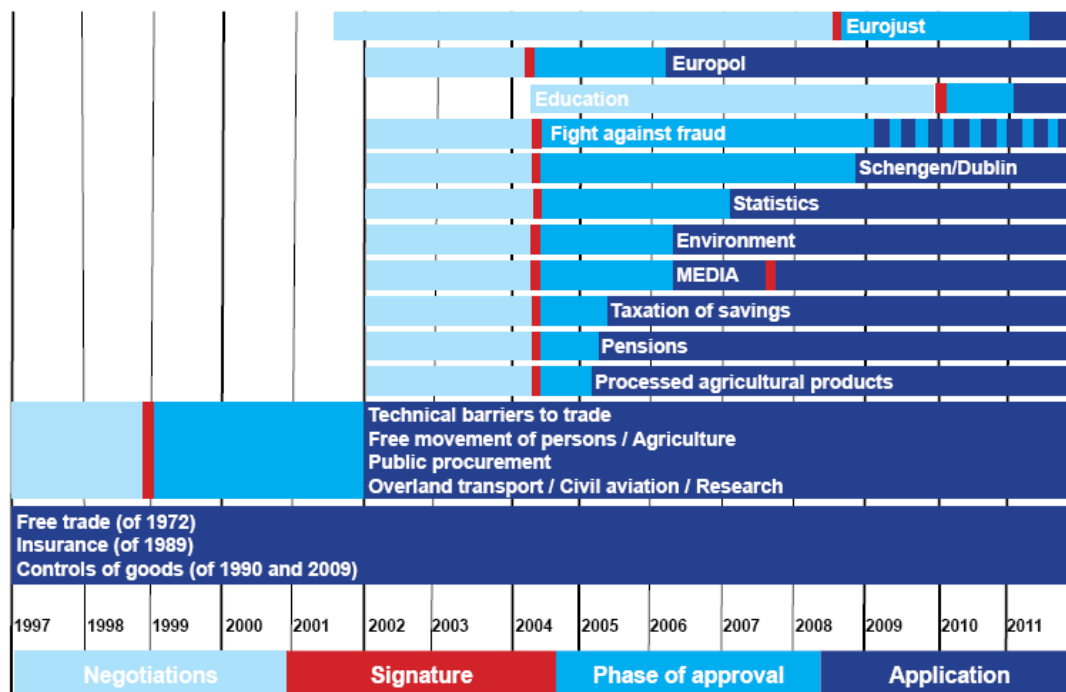 Eurojust
Europol
Education
Fight against fraud
Schengen/Dublin
Statistics
Environment
MEDIA
Taxation of savings
Pensions
Processed agricultural products
Technical barriers to trade
Free movement of persons / Agriculture
Public procurement
Overland transport / Civil aviation / Research
Free trade (of 1972)
Insurance (of 1989)
Controls of goods (of 1990 and 2009)
1997 1998 1999 2000 2001 2002 2003 2004 2005 2006 2007 2008 2009 2010 2011
Negotiations Signature Phase of approval Application